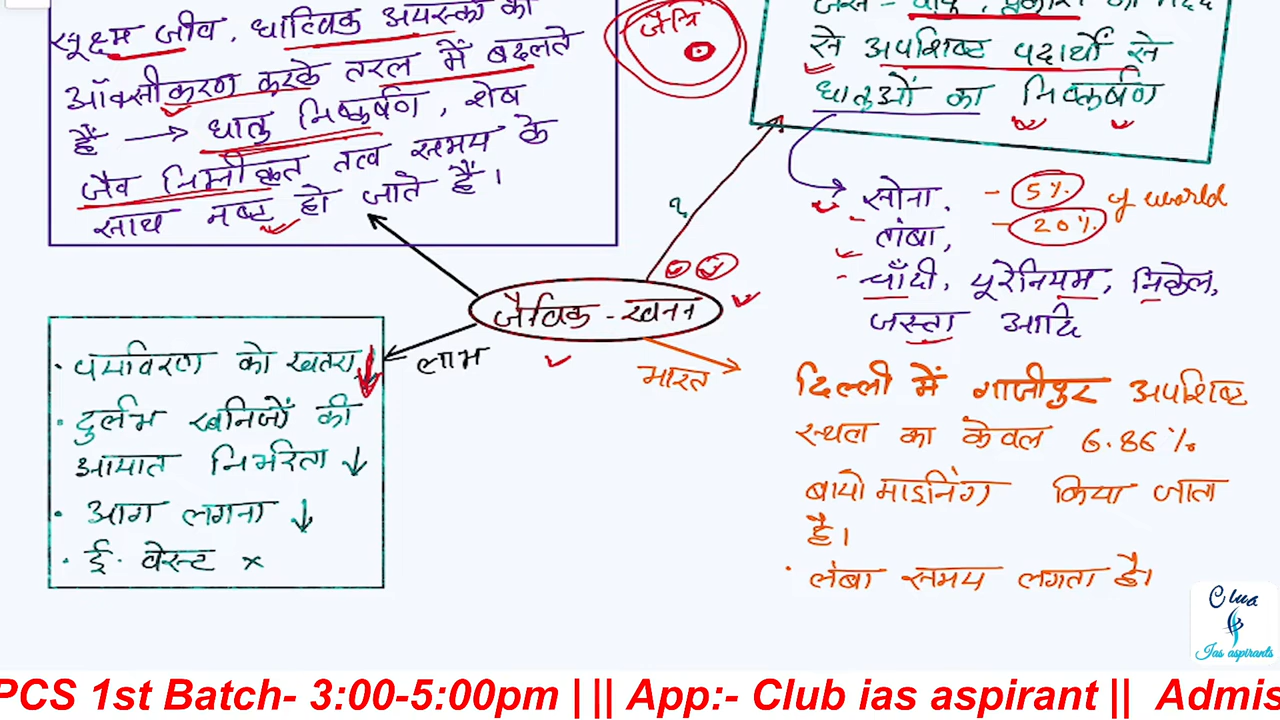 सूक्ष्म जीव, धात्विक अयस्कों का
ऑक्सीकरण करके तरल में बदलते
हैं → धातु निष्कर्षण, शेष
जैव निम्नीकृत तत्व समय के
साथ नष्ट हो जाते हैं।
से अपशिष्ट पदार्थों से
धातुओं का निष्कर्षण
सोना, - 5% of world
तांबा, - 20%
चाँदी, यूरेनियम, निकेल,
जस्ता आदि
जैविक-खनन
लाभ
• पर्यावरण को खतरा ↓
• दुर्लभ खनिजों की
आयात निर्भरता ↓
• आग लगना ↓
• ई. वेस्ट ×
भारत
दिल्ली में गाजीपुर अपशिष्ट
स्थल का केवल 6.86%
बायो माइनिंग किया जाता
है।
• लंबा समय लगता है।
Club
Ias aspirants
PCS 1st Batch- 3:00-5:00pm | || App:- Club ias aspirant || Admis